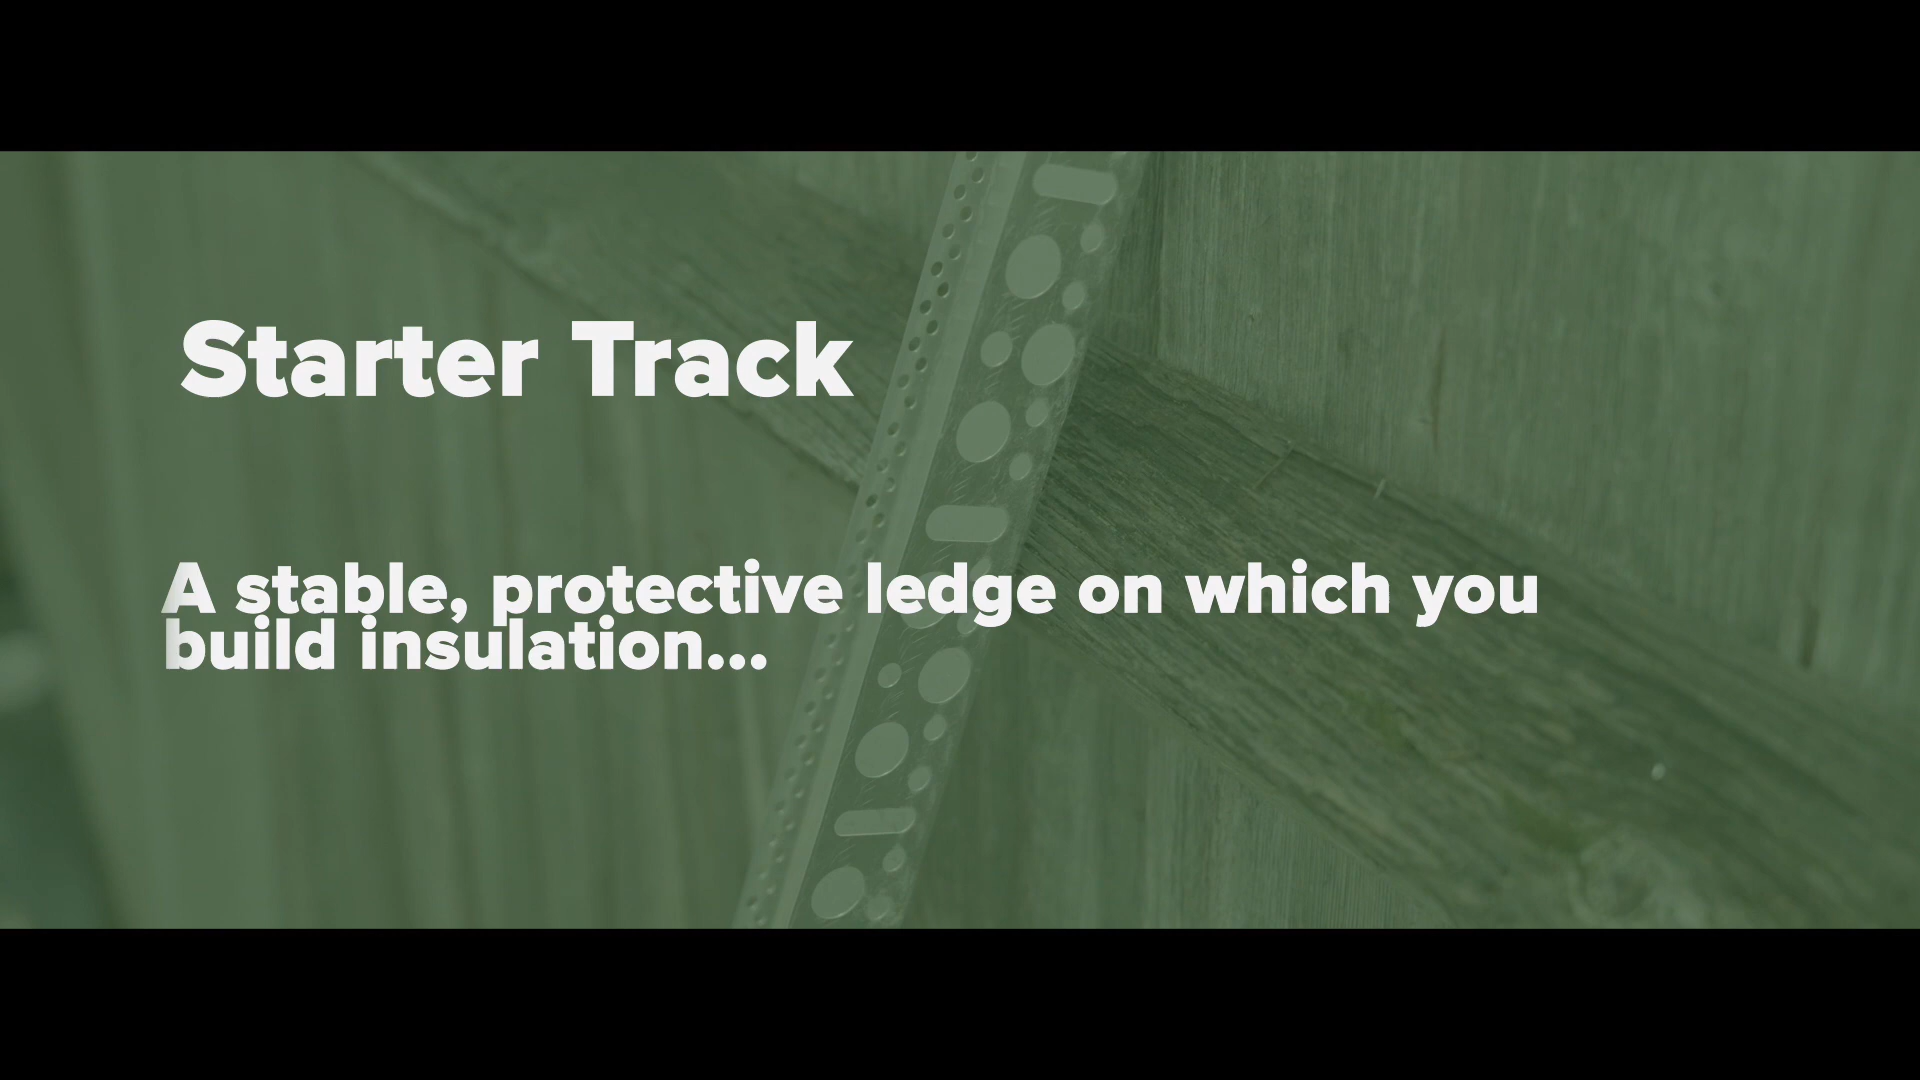 Starter Track
A stable, protective ledge on which you
build insulation...